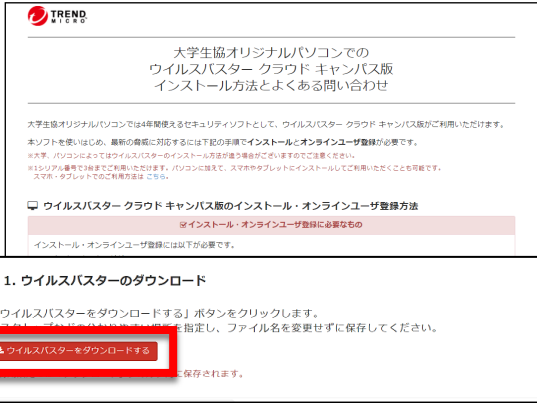 TREND
MICRO
大学生協オリジナルパソコンでの
ウイルスバスター クラウド キャンパス版
インストール方法とよくある問い合わせ
大学生協オリジナルパソコンでは4年間使えるセキュリティソフトとして、ウイルスバスター クラウド キャンパス版がご利用いただけます。
本ソフトを使いはじめ、最新の脅威に対応するには下記の手順でインストールとオンラインユーザ登録が必要です。
※大学、パソコンによってはウイルスバスターのインストール方法が違う場合がございますのでご注意ください。
※1シリアル番号で3台までご利用いただけます。パソコンに加えて、スマホやタブレットにインストールしてご利用いただくことも可能です。
スマホ・タブレットでのご利用方法は こちら。
ウイルスバスター クラウド キャンパス版のインストール・オンラインユーザ登録方法
インストール・オンラインユーザ登録に必要なもの
インストール・オンラインユーザ登録には以下が必要です。
1. ウイルスバスターのダウンロード
ウイルスバスターをダウンロードする」ボタンをクリックします。
を指定し、ファイル名を変更せずに保存してください。
ウイルスバスターをダウンロードする
に保存されます。